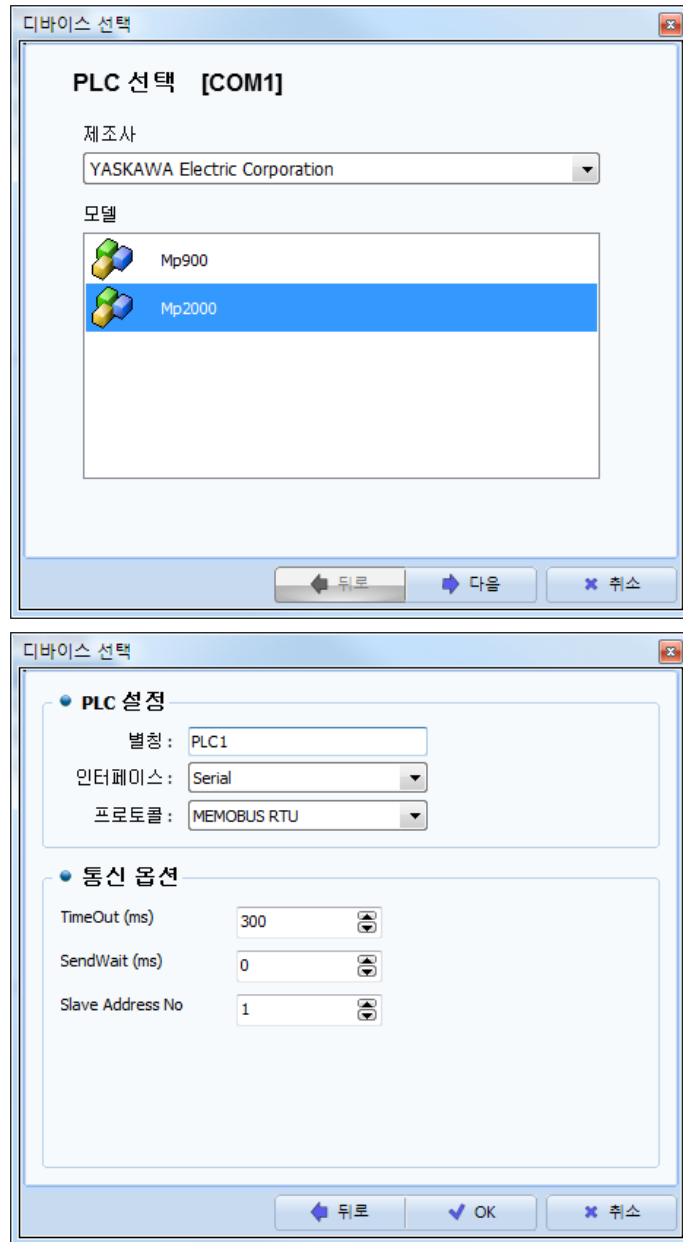 디바이스 선택
PLC 선택 [COM1]
제조사
YASKAWA Electric Corporation
모델
Mp900
Mp2000
뒤로 다음 취소
디바이스 선택
PLC 설정
별칭 : PLC1
인터페이스 : Serial
프로토콜 : MEMOBUS RTU
통신 옵션
TimeOut (ms) 300
SendWait (ms) 0
Slave Address No 1
뒤로 OK 취소